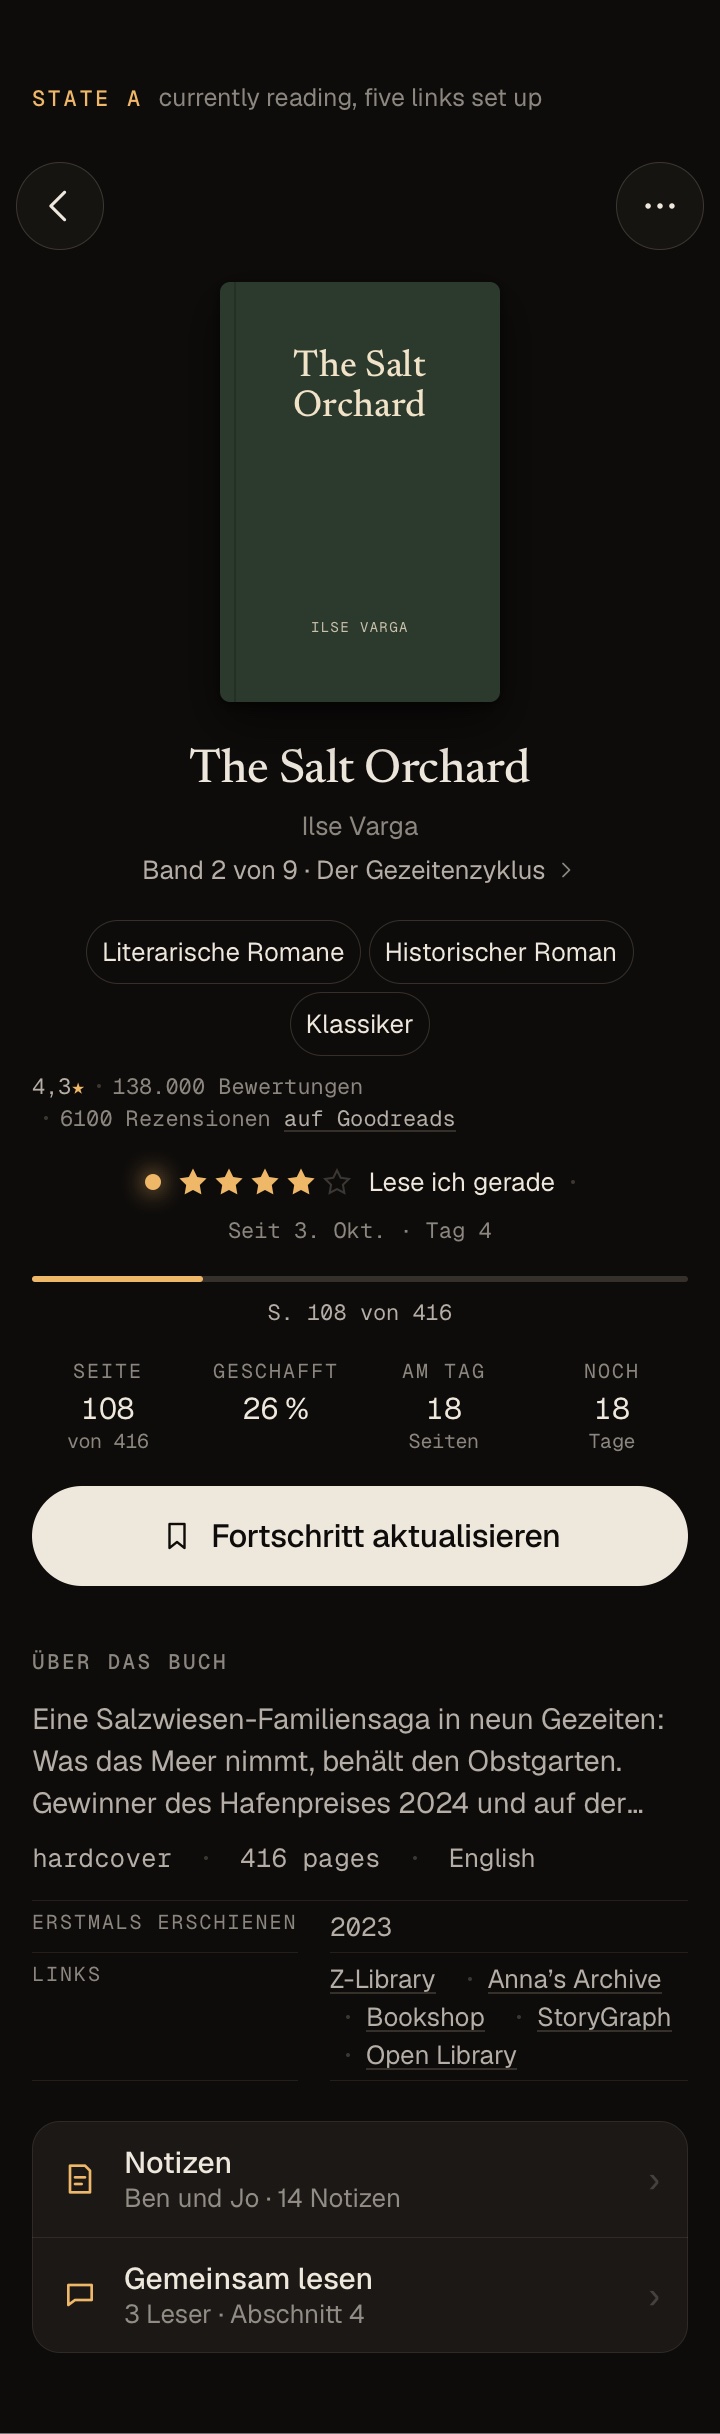 STATE A currently reading, five links set up
The Salt
Orchard
ILSE VARGA
The Salt Orchard
Ilse Varga
Band 2 von 9 · Der Gezeitenzyklus
Literarische Romane Historischer Roman
Klassiker
4,3★ · 138.000 Bewertungen
· 6100 Rezensionen auf Goodreads
Lese ich gerade ·
Seit 3. Okt. · Tag 4
S. 108 von 416
SEITE GESCHAFFT AM TAG NOCH
108 26 % 18 18
von 416 Seiten Tage
Fortschritt aktualisieren
ÜBER DAS BUCH
Eine Salzwiesen-Familiensaga in neun Gezeiten:
Was das Meer nimmt, behält den Obstgarten.
Gewinner des Hafenpreises 2024 und auf der…
hardcover · 416 pages · English
ERSTMALS ERSCHIENEN 2023
LINKS Z-Library · Anna’s Archive
· Bookshop · StoryGraph
· Open Library
Notizen
Ben und Jo · 14 Notizen
Gemeinsam lesen
3 Leser · Abschnitt 4